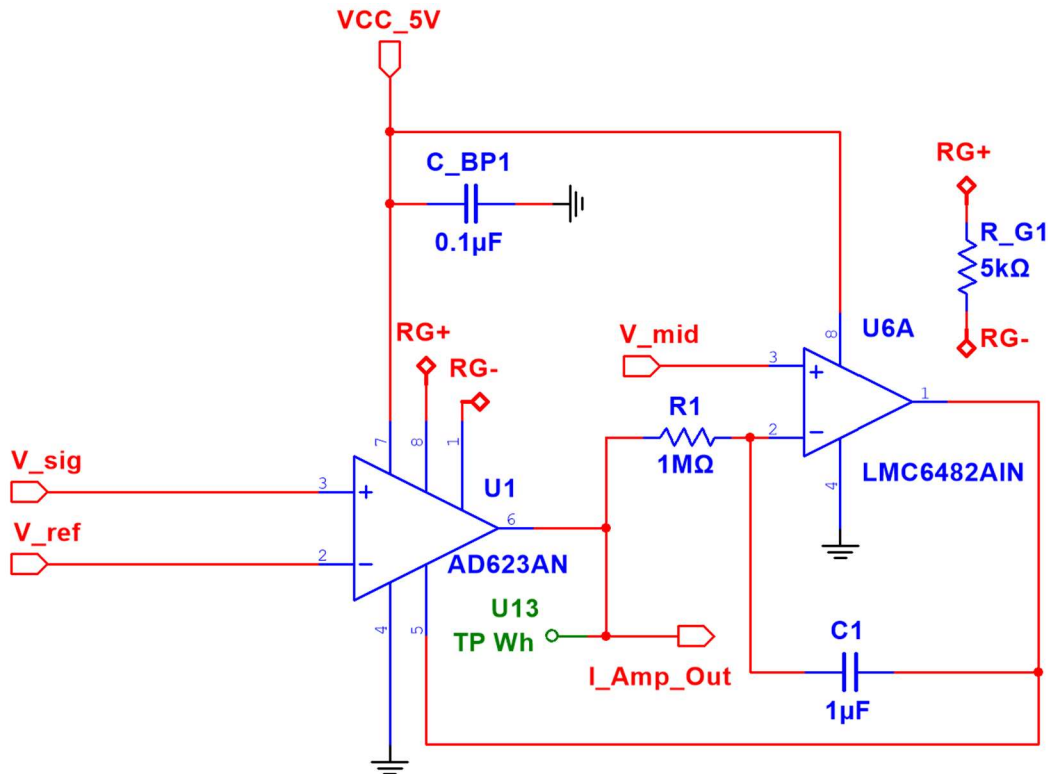 VCC_5V
C_BP1
0.1µF
RG+
R_G1
5kΩ
RG-
RG+
RG-
V_mid
U6A
8
3
+
1
R1
2
−
1MΩ
4
LMC6482AIN
7
8
1
V_sig
3
+
U1
V_ref
6
2
−
AD623AN
4
5
U13
TP Wh
I_Amp_Out
C1
1µF